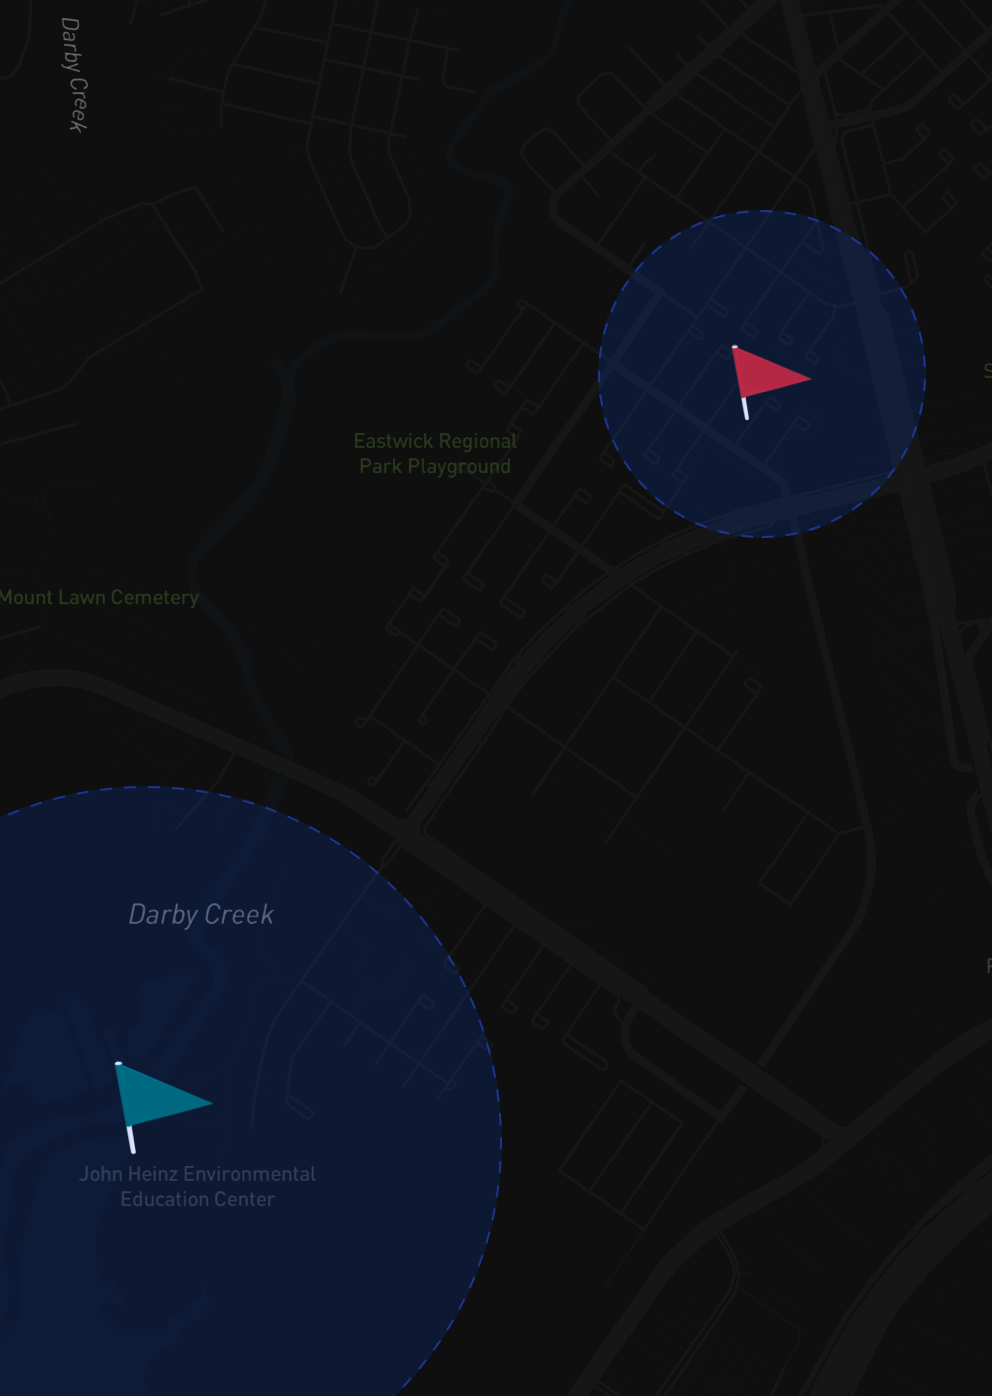 Darby Creek
Eastwick Regional
Park Playground
Mount Lawn Cemetery
Darby Creek
John Heinz Environmental
Education Center